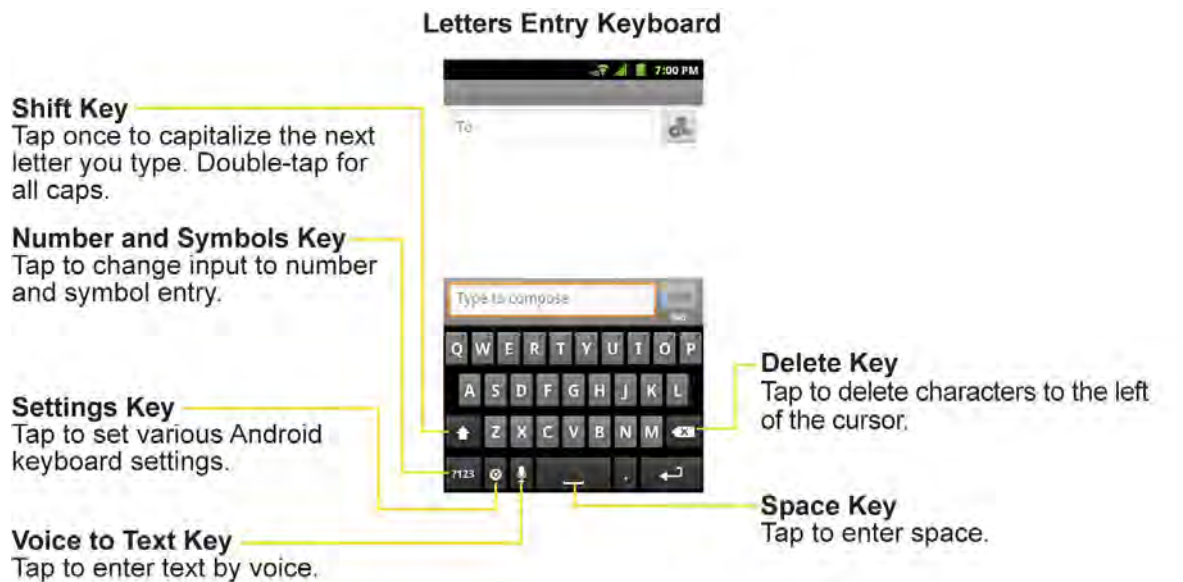 Letters Entry Keyboard
7:00 PM
Shift Key
Tap once to capitalize the next
letter you type. Double-tap for
all caps.
To
Number and Symbols Key
Tap to change input to number
and symbol entry.
Type to compose
Q W E R T Y U I O P
A S D F G H J K L
Z X C V B N M
?123
.
Settings Key
Tap to set various Android
keyboard settings.
Voice to Text Key
Tap to enter text by voice.
Delete Key
Tap to delete characters to the left
of the cursor.
Space Key
Tap to enter space.